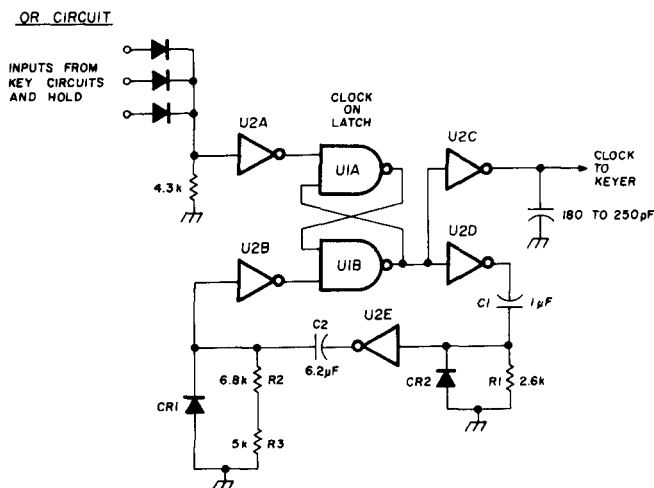 OR CIRCUIT
INPUTS FROM
KEY CIRCUITS
AND HOLD
CLOCK
ON
LATCH
U2A
U1A
U2C
CLOCK
TO
KEYER
4.3k
180 TO 250pF
U2B
U1B
U2D
C1
1µF
C2
U2E
6.2µF
6.8k
R2
CR1
CR2
R1
2.6k
5k
R3